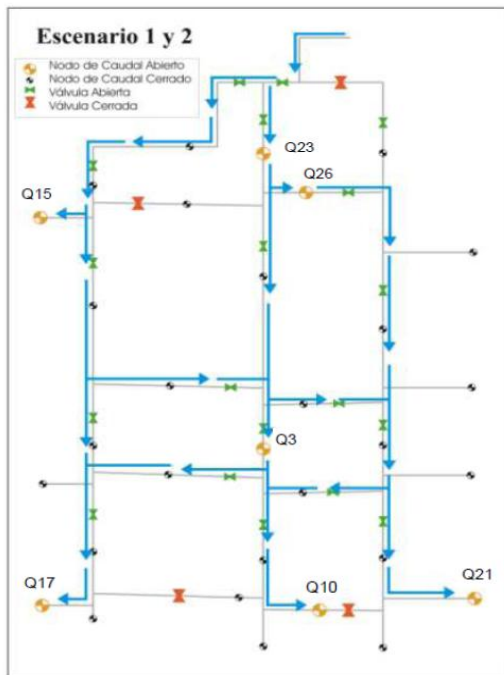 Escenario 1 y 2
Nodo de Caudal Abierto
Nodo de Caudal Cerrado
Válvula Abierta
Válvula Cerrada
Q23
Q26
Q15
Q3
Q17
Q10
Q21